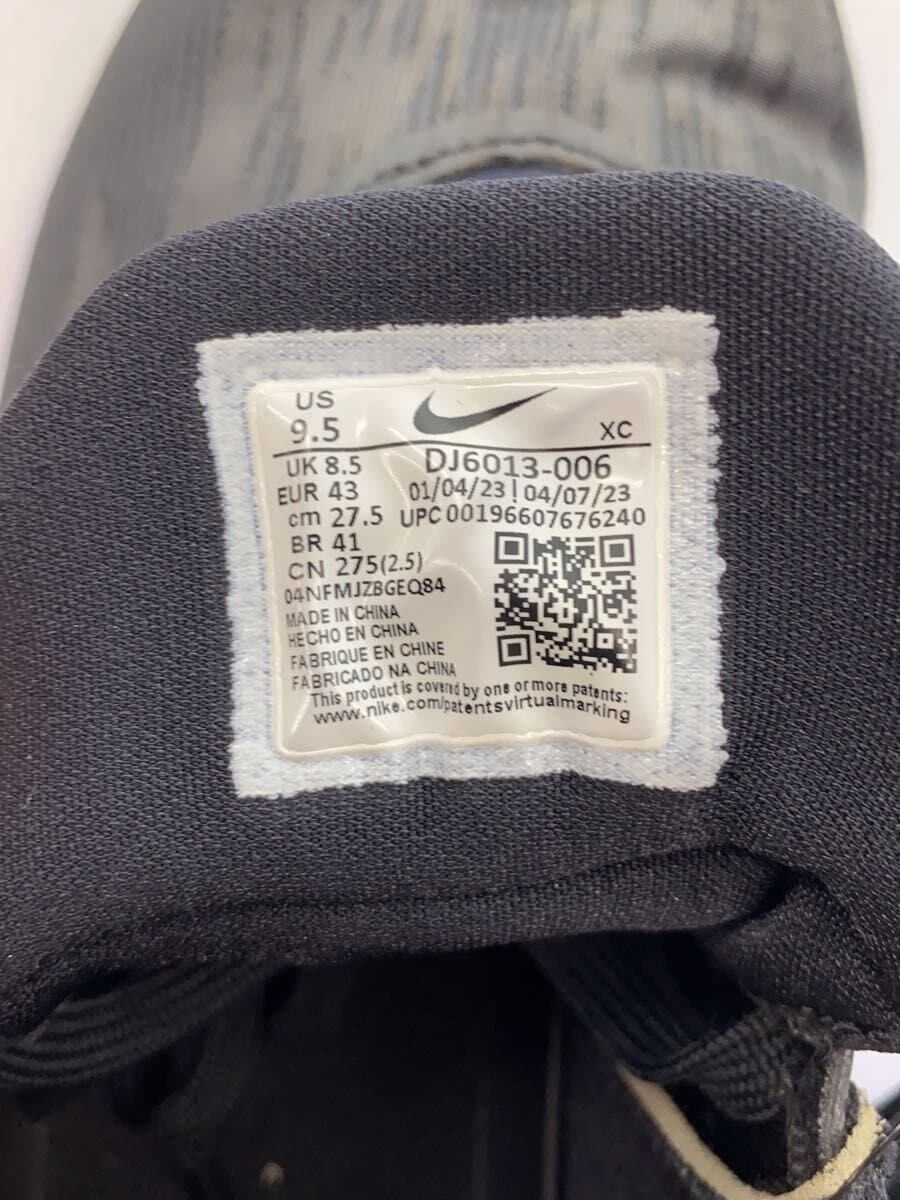 US
9.5
XC
UK 8.5
DJ6013-006
EUR 43
01/04/23 | 04/07/23
cm 27.5
UPC 00196607676240
BR 41
CN 275(2.5)
04NFMJZBGEQ84
MADE IN CHINA
HECHO EN CHINA
FABRIQUE EN CHINE
FABRICADO NA CHINA
This product is covered by one or more patents:
www.nike.com/patentsvirtualmarking